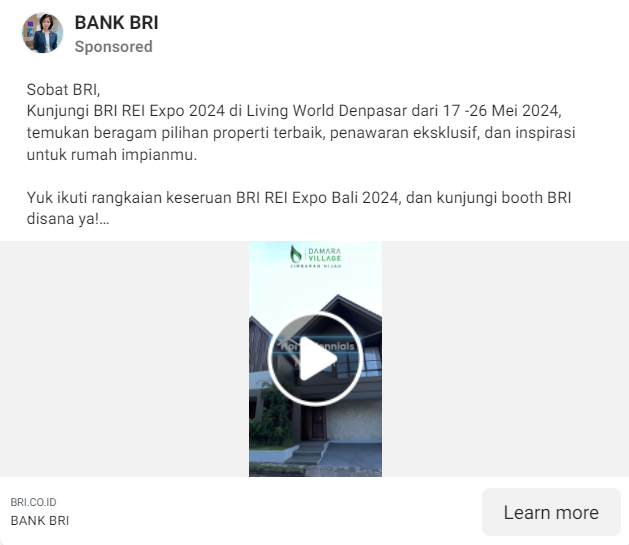 BANK BRI
Sponsored
Sobat BRI,
Kunjungi BRI REI Expo 2024 di Living World Denpasar dari 17 -26 Mei 2024,
temukan beragam pilihan properti terbaik, penawaran eksklusif, dan inspirasi
untuk rumah impianmu.
Yuk ikuti rangkaian keseruan BRI REI Expo Bali 2024, dan kunjungi booth BRI
disana ya!...
DAMARA
VILLAGE
JIMBARAN HIJAU
BRI.CO.ID
BANK BRI
Learn more